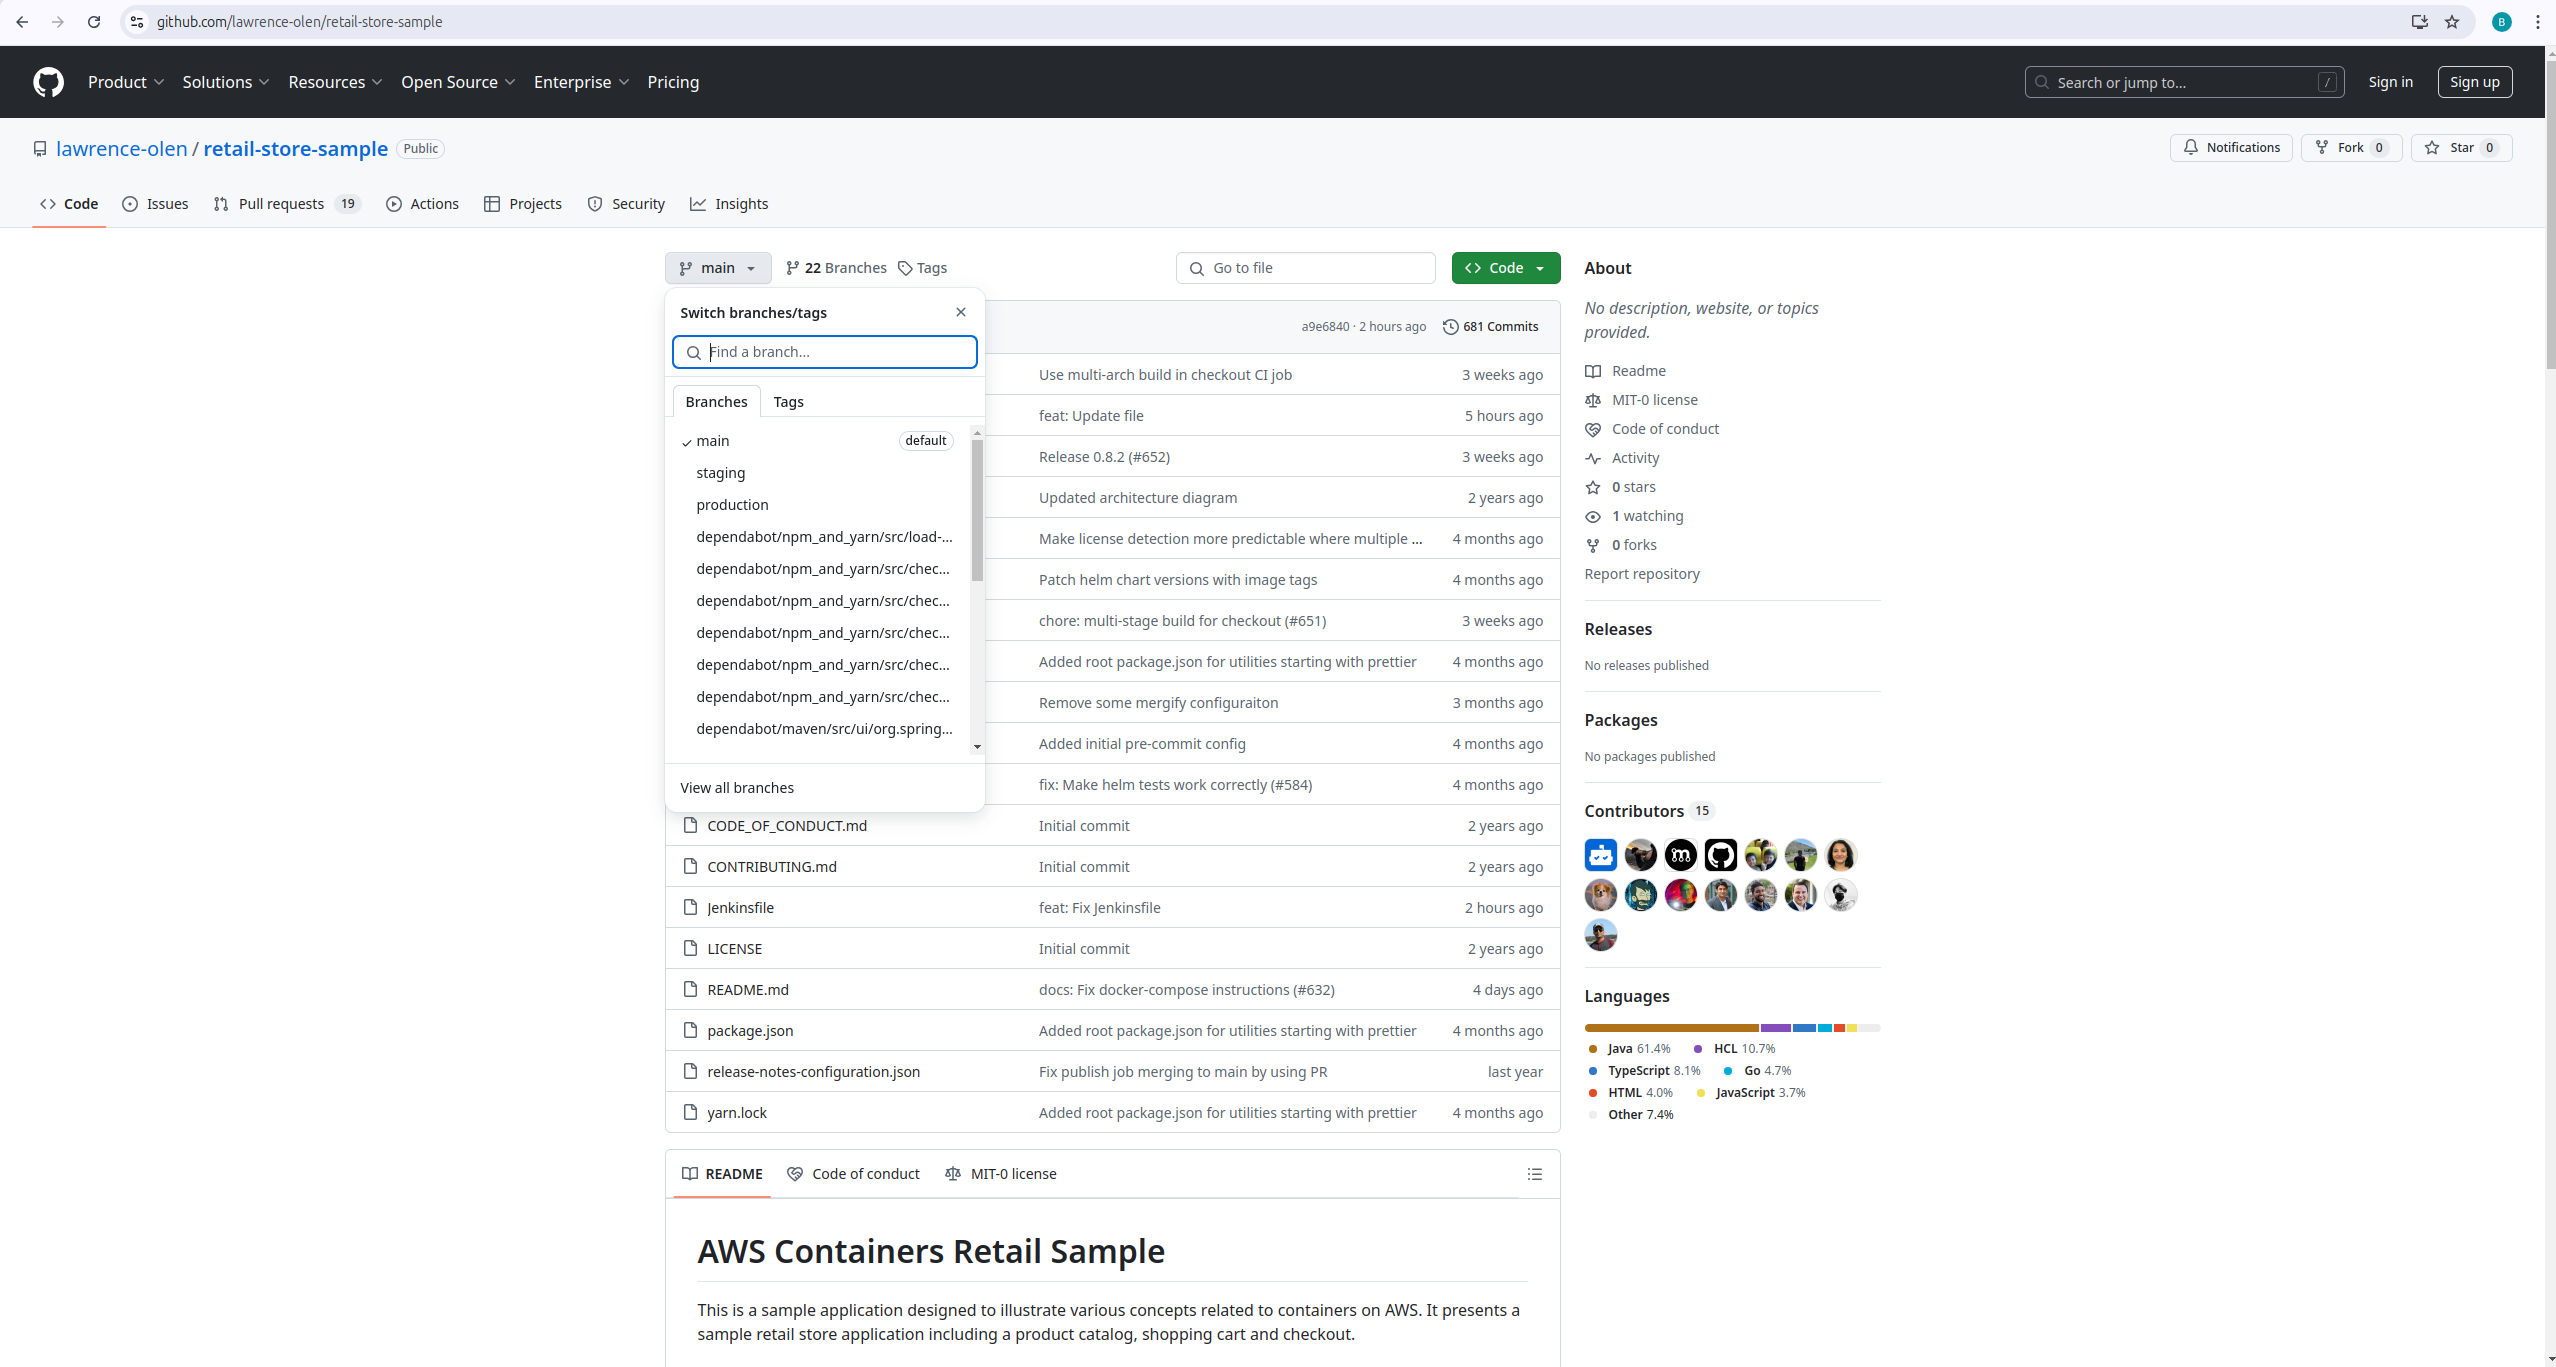 github.com/lawrence-olen/retail-store-sample
B
Product Solutions Resources Open Source Enterprise Pricing
Search or jump to... /
Sign in
Sign up
lawrence-olen / retail-store-sample Public
Notifications
Fork 0
Star 0
Code Issues Pull requests 19 Actions Projects Security Insights
main
22 Branches
Tags
Go to file
Code
Switch branches/tags
Find a branch...
Branches Tags
main default
staging
production
dependabot/npm_and_yarn/src/load-...
dependabot/npm_and_yarn/src/chec...
dependabot/npm_and_yarn/src/chec...
dependabot/npm_and_yarn/src/chec...
dependabot/npm_and_yarn/src/chec...
dependabot/npm_and_yarn/src/chec...
dependabot/maven/src/ui/org.spring...
View all branches
a9e6840 · 2 hours ago 681 Commits
Use multi-arch build in checkout CI job 3 weeks ago
feat: Update file 5 hours ago
Release 0.8.2 (#652) 3 weeks ago
Updated architecture diagram 2 years ago
Make license detection more predictable where multiple ... 4 months ago
Patch helm chart versions with image tags 4 months ago
chore: multi-stage build for checkout (#651) 3 weeks ago
Added root package.json for utilities starting with prettier 4 months ago
Remove some mergify configuraiton 3 months ago
Added initial pre-commit config 4 months ago
fix: Make helm tests work correctly (#584) 4 months ago
CODE_OF_CONDUCT.md Initial commit 2 years ago
CONTRIBUTING.md Initial commit 2 years ago
Jenkinsfile feat: Fix Jenkinsfile 2 hours ago
LICENSE Initial commit 2 years ago
README.md docs: Fix docker-compose instructions (#632) 4 days ago
package.json Added root package.json for utilities starting with prettier 4 months ago
release-notes-configuration.json Fix publish job merging to main by using PR last year
yarn.lock Added root package.json for utilities starting with prettier 4 months ago
README Code of conduct MIT-0 license
AWS Containers Retail Sample
This is a sample application designed to illustrate various concepts related to containers on AWS. It presents a
sample retail store application including a product catalog, shopping cart and checkout.
About
No description, website, or topics
provided.
Readme
MIT-0 license
Code of conduct
Activity
0 stars
1 watching
0 forks
Report repository
Releases
No releases published
Packages
No packages published
Contributors 15
Languages
Java 61.4% HCL 10.7%
TypeScript 8.1% Go 4.7%
HTML 4.0% JavaScript 3.7%
Other 7.4%